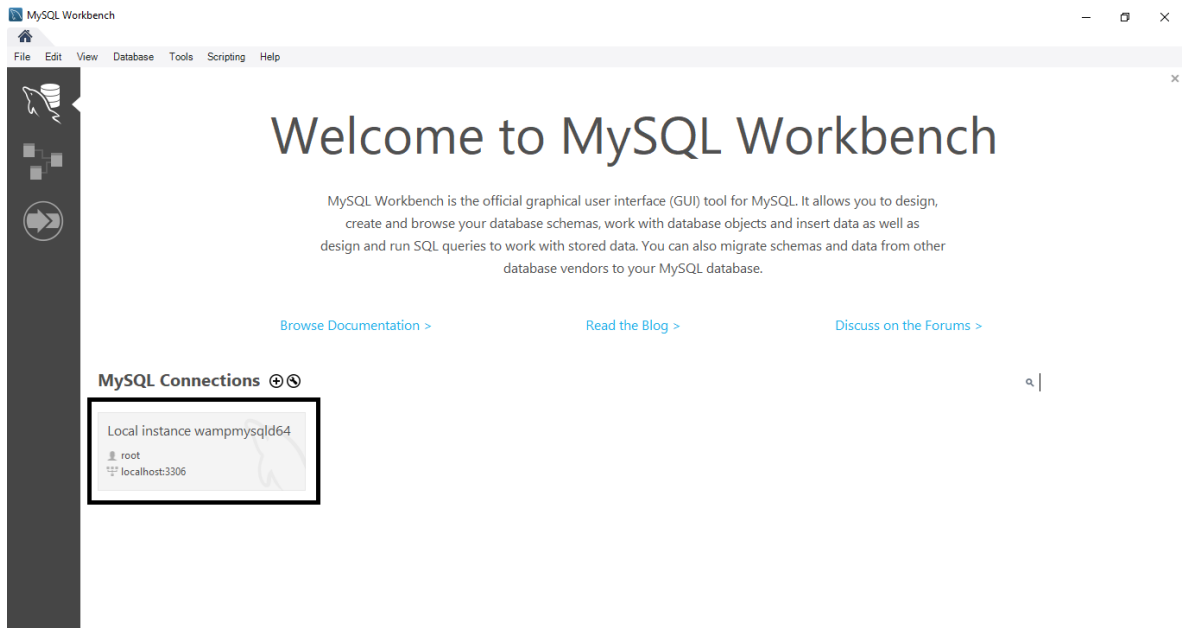 MySQL Workbench
File Edit View Database Tools Scripting Help
Welcome to MySQL Workbench
MySQL Workbench is the official graphical user interface (GUI) tool for MySQL. It allows you to design,
create and browse your database schemas, work with database objects and insert data as well as
design and run SQL queries to work with stored data. You can also migrate schemas and data from other
database vendors to your MySQL database.
Browse Documentation > Read the Blog > Discuss on the Forums >
MySQL Connections
Local instance wampmysqld64
root
localhost:3306